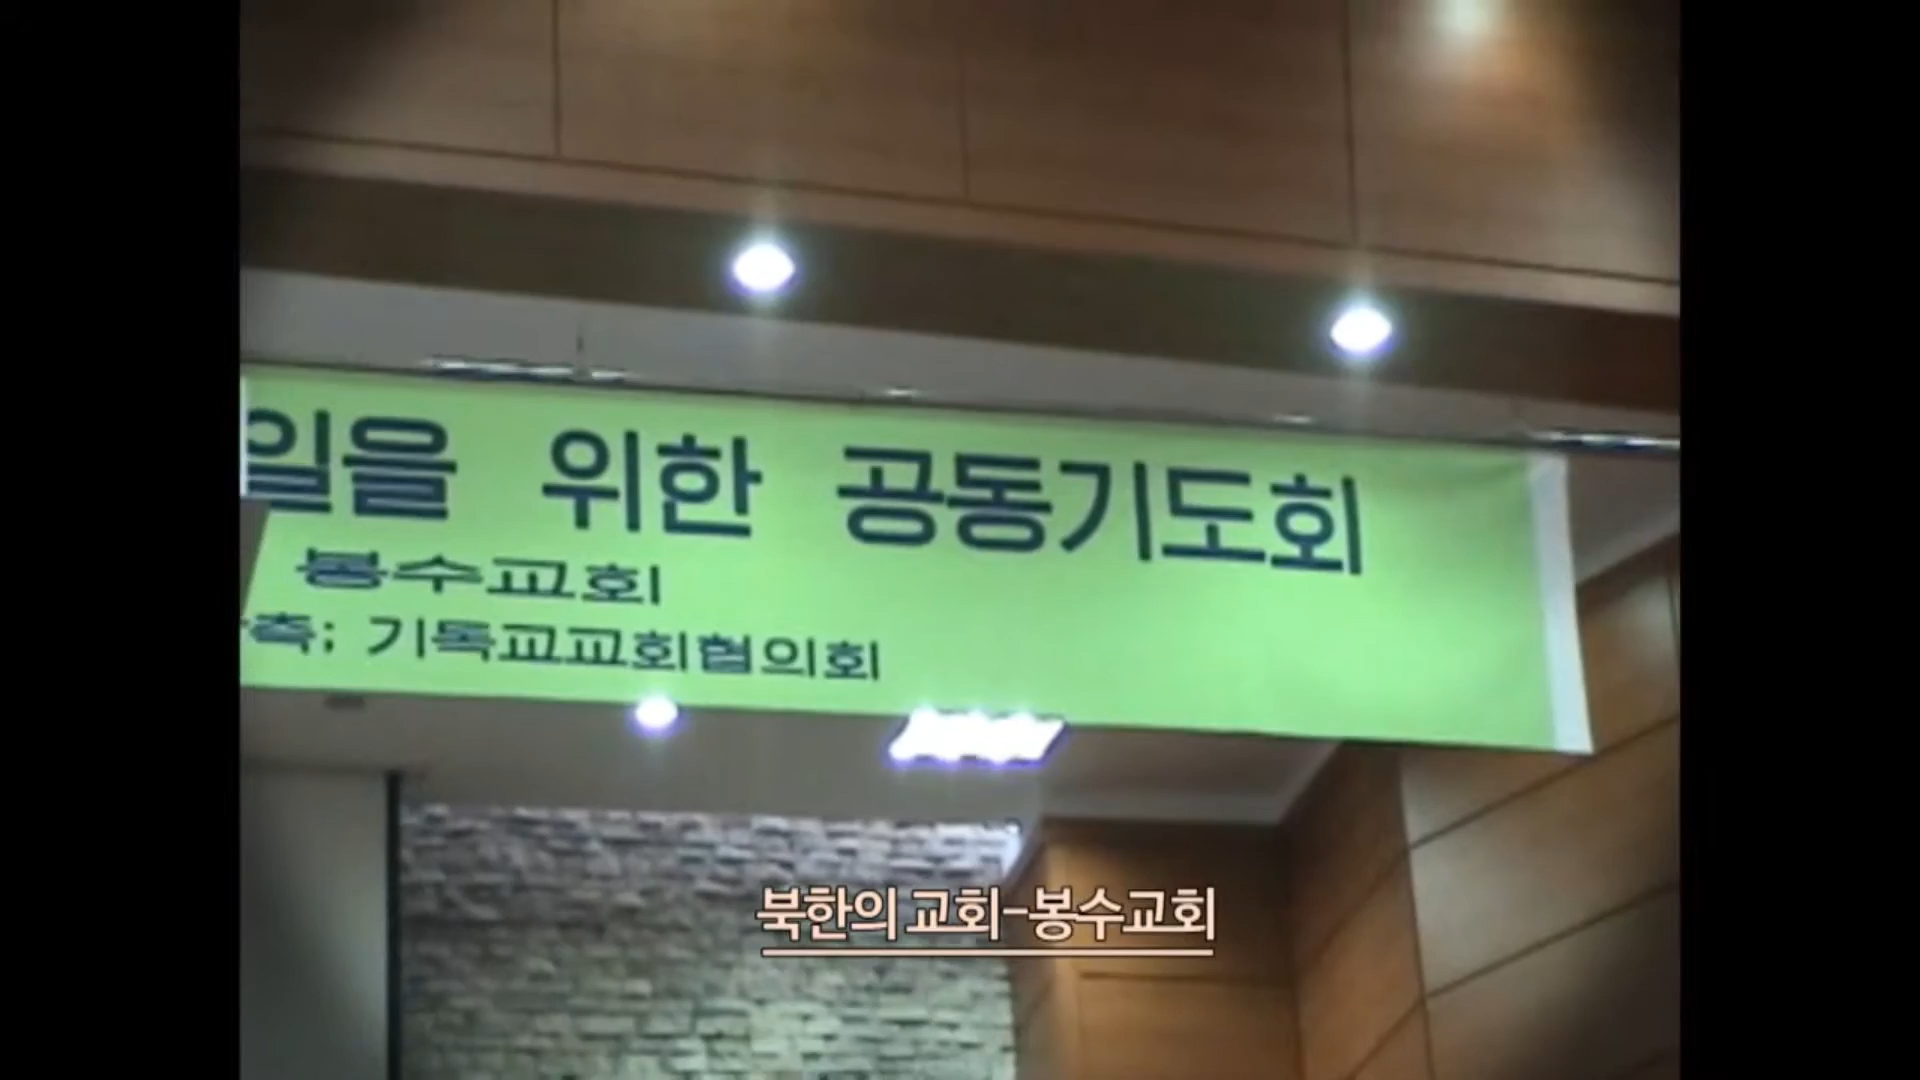 일을 위한 공동기도회
봉수교회
측; 기독교교회협의회
북한의 교회-봉수교회